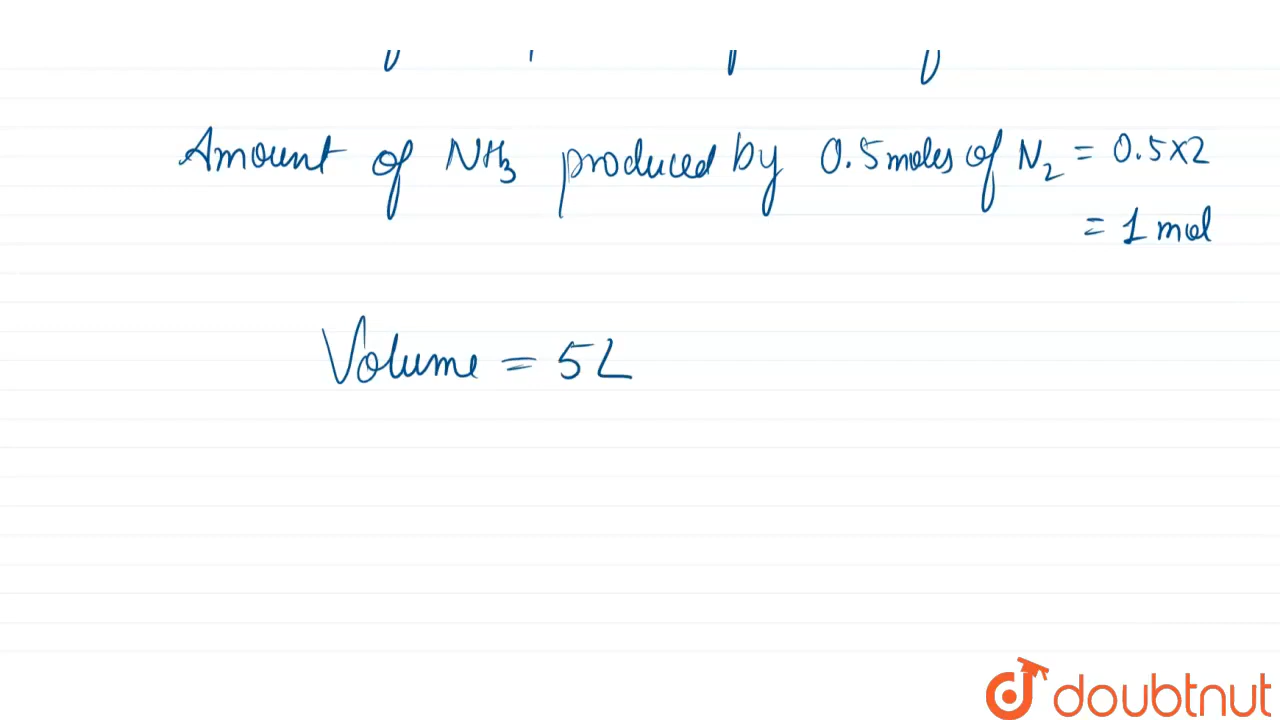 Amount of NH₃ produced by 0.5 moles of N₂ = 0.5×2
= 1 mol
Volume = 5L
doubtnut